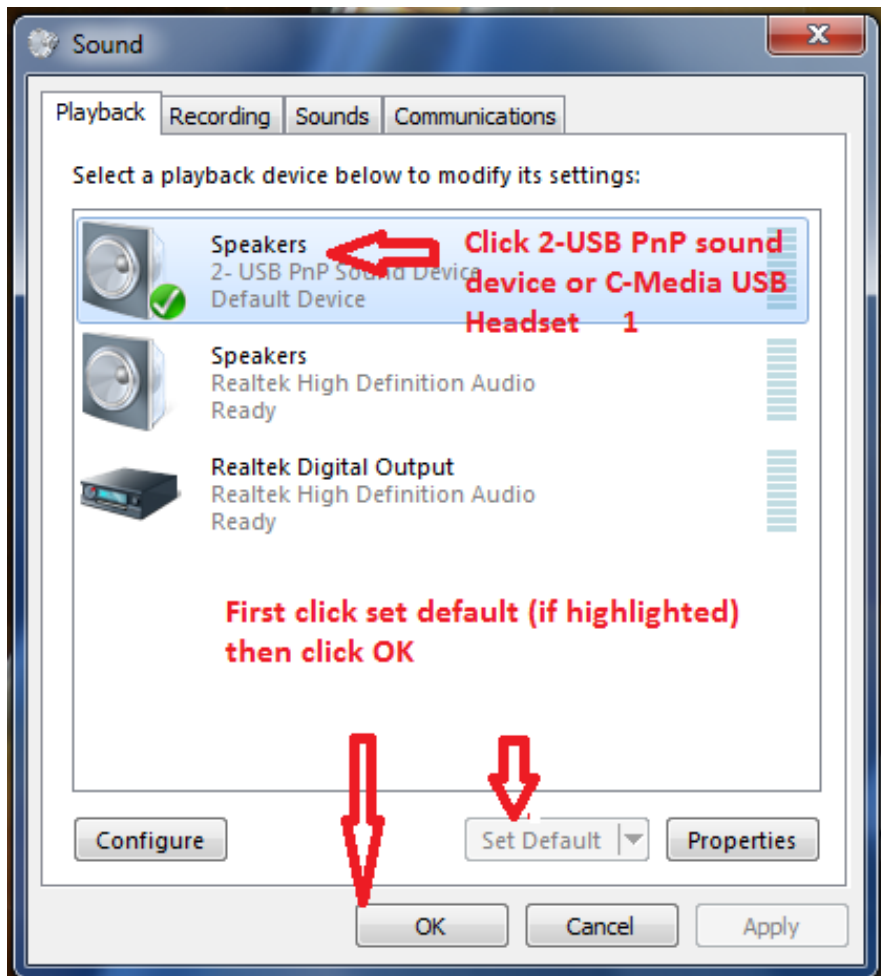 Sound
Playback
Recording
Sounds
Communications
Select a playback device below to modify its settings:
Speakers
2- USB PnP Sound Device
Default Device
Click 2-USB PnP sound
device or C-Media USB
Headset 1
Speakers
Realtek High Definition Audio
Ready
Realtek Digital Output
Realtek High Definition Audio
Ready
First click set default (if highlighted)
then click OK
Configure
Set Default
Properties
OK
Cancel
Apply